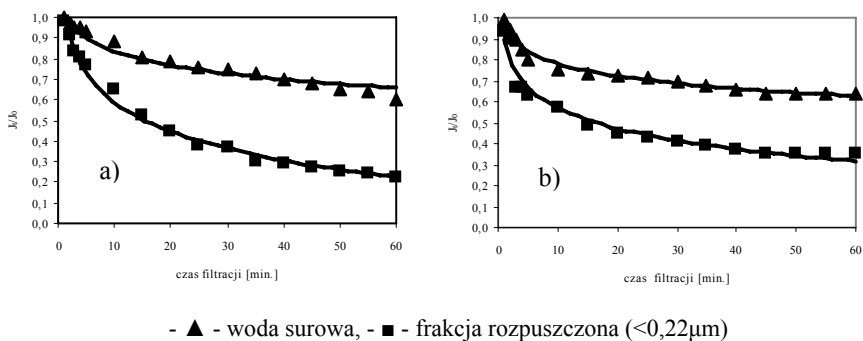 1,0
0,9
0,8
0,7
0,6
0,5
0,4
0,3
0,2
0,1
0,0
J/J₀
a)
0 10 20 30 40 50 60
czas filtracji [min.]
1,0
0,9
0,8
0,7
0,6
0,5
0,4
0,3
0,2
0,1
0,0
J/J₀
b)
0 10 20 30 40 50 60
czas filtracji [min.]
- ▲ - woda surowa, - ■ - frakcja rozpuszczona (<0,22μm)